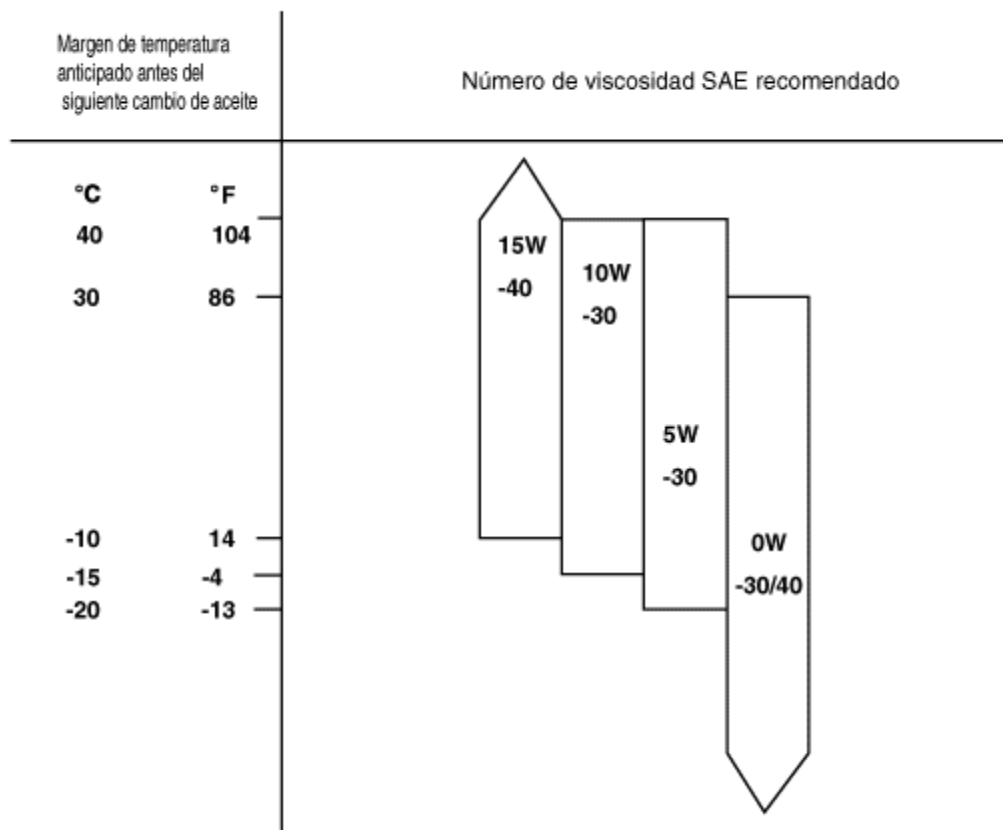 Margen de temperatura
anticipado antes del
siguiente cambio de aceite
Número de viscosidad SAE recomendado
°C °F
40 104
30 86
-10 14
-15 -4
-20 -13
15W
-40
10W
-30
5W
-30
0W
-30/40